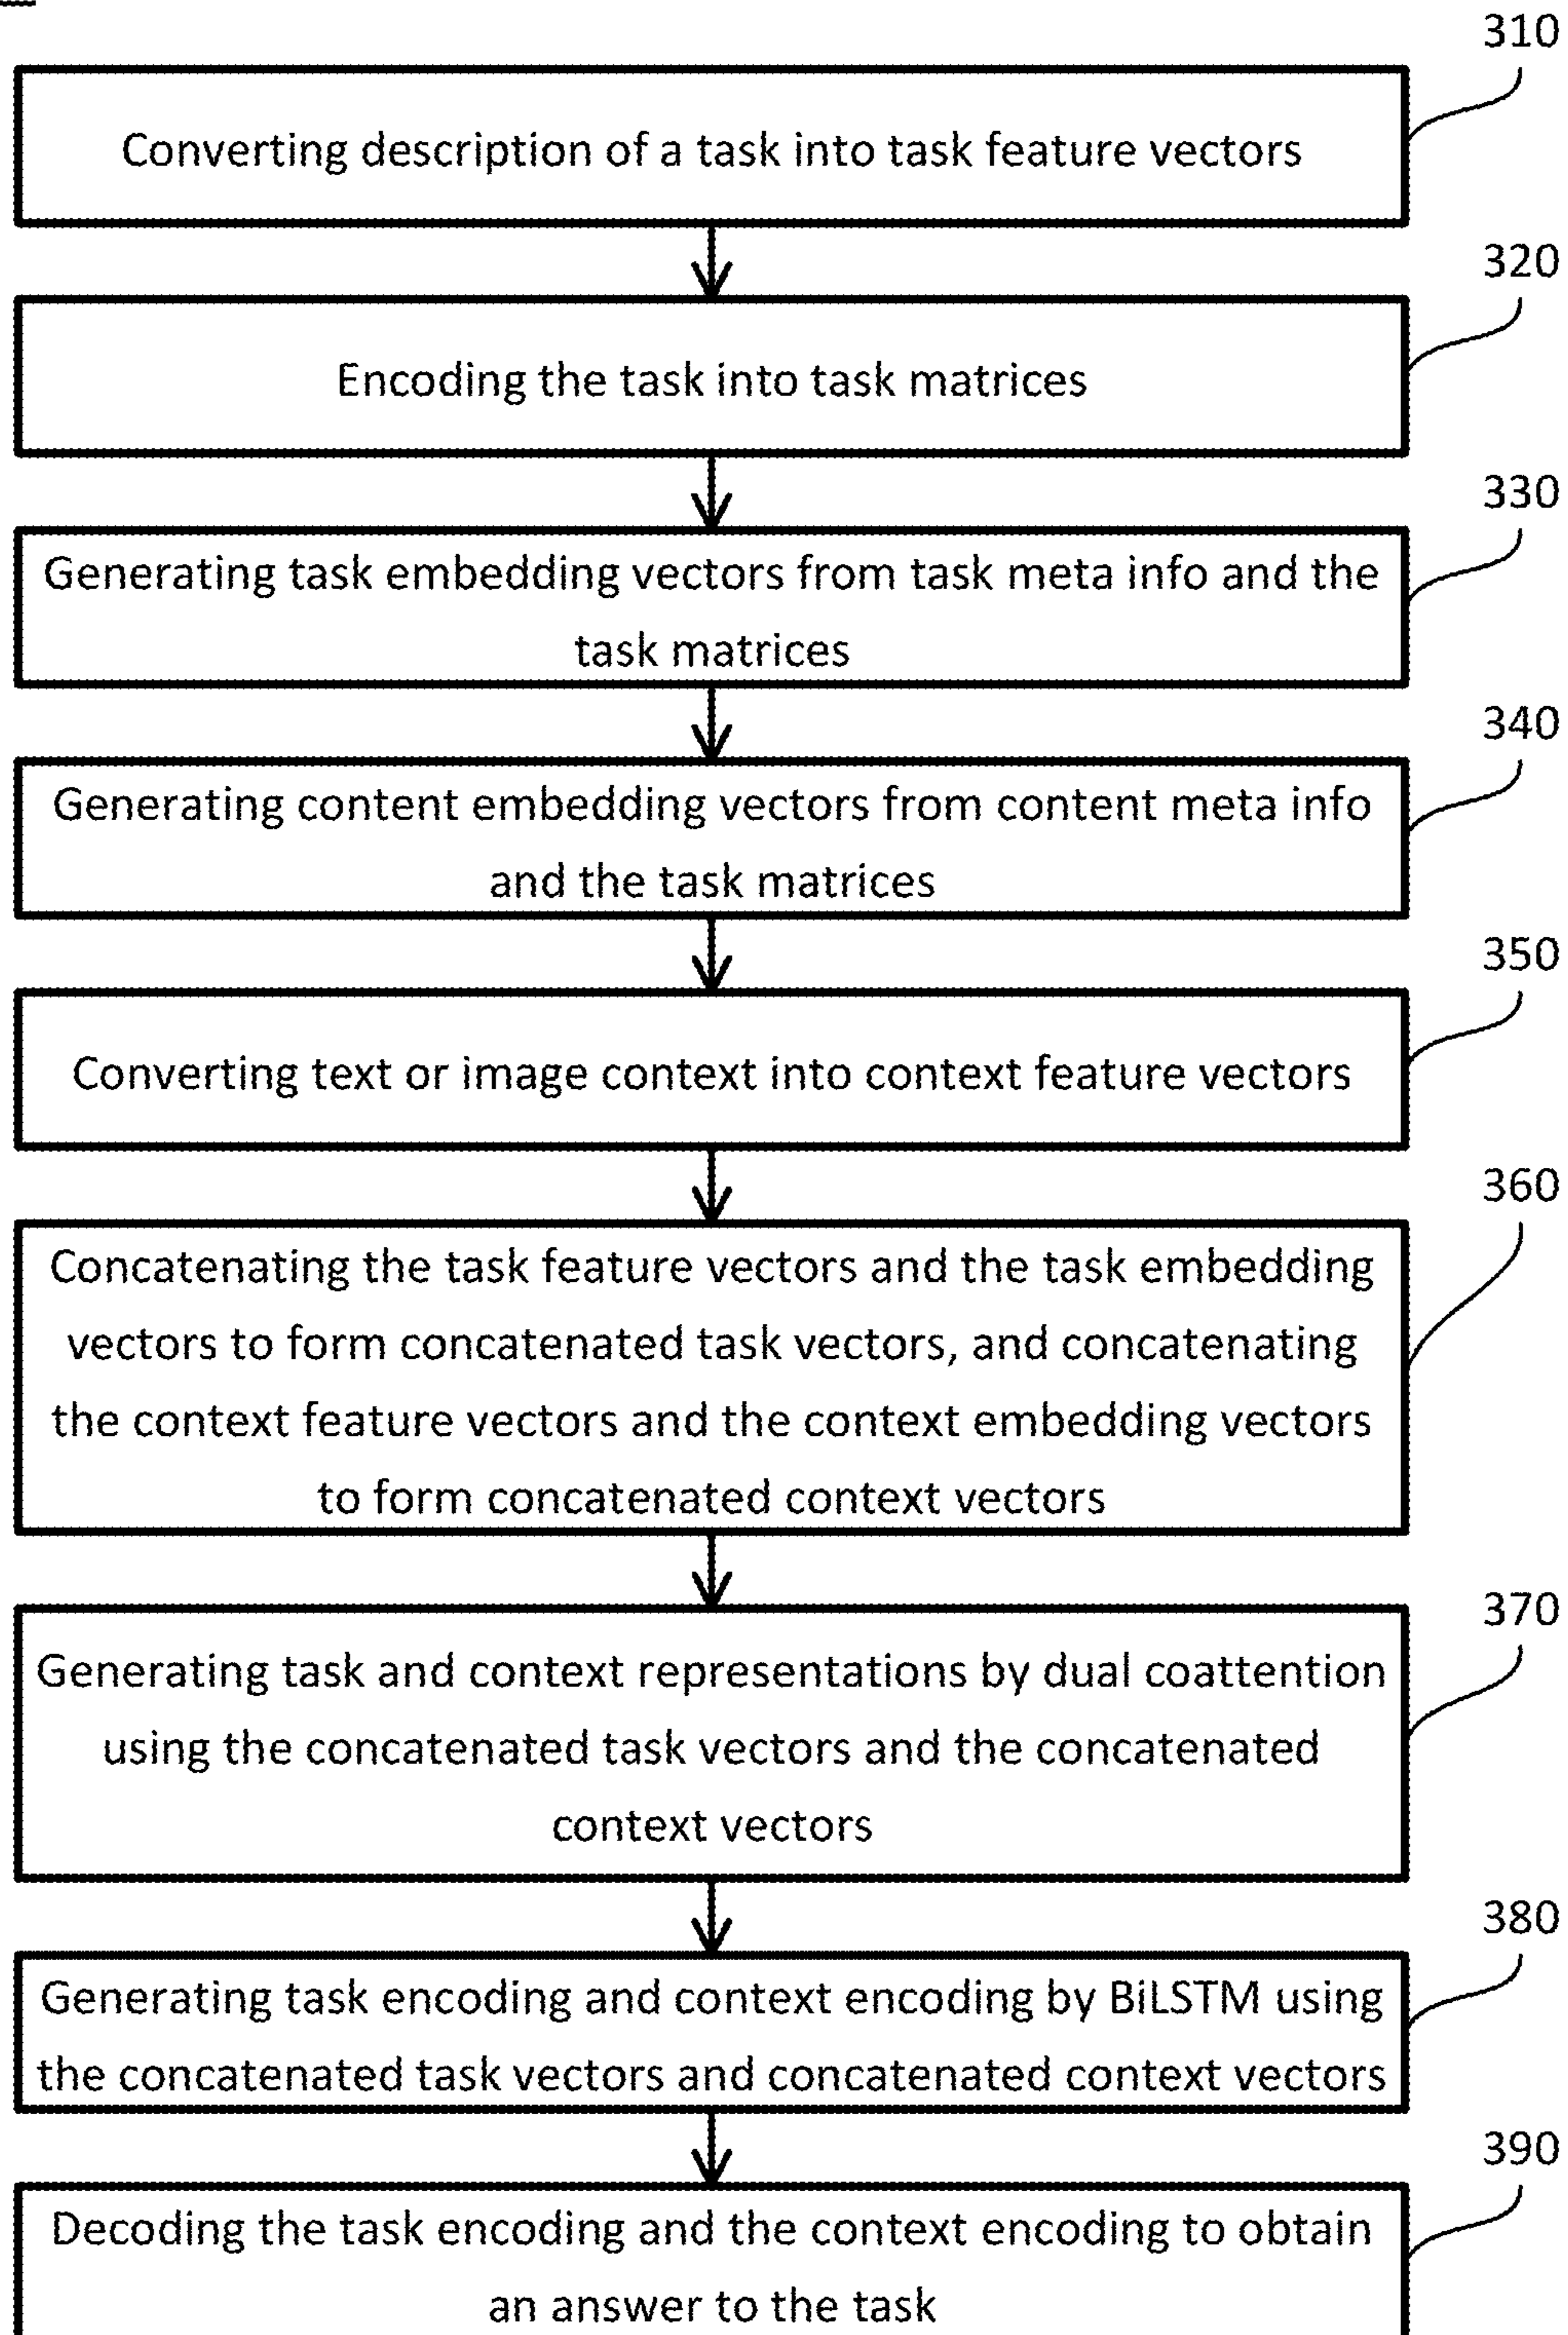 310
Converting description of a task into task feature vectors
320
Encoding the task into task matrices
330
Generating task embedding vectors from task meta info and the
task matrices
340
Generating content embedding vectors from content meta info
and the task matrices
350
Converting text or image context into context feature vectors
360
Concatenating the task feature vectors and the task embedding
vectors to form concatenated task vectors, and concatenating
the context feature vectors and the context embedding vectors
to form concatenated context vectors
370
Generating task and context representations by dual coattention
using the concatenated task vectors and the concatenated
context vectors
380
Generating task encoding and context encoding by BiLSTM using
the concatenated task vectors and concatenated context vectors
390
Decoding the task encoding and the context encoding to obtain
an answer to the task